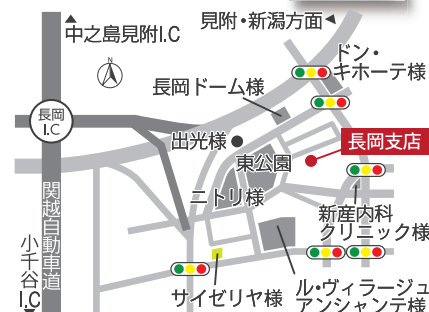 中之島見附I.C
見附・新潟方面
N
ドン・
キホーテ様
長岡ドーム様
長岡
I.C
出光様
長岡支店
東公園
ニトリ様
関越自動車道
新産内科
クリニック様
小千谷I.C
サイゼリヤ様
ル・ヴィラージュ
アンシャンテ様